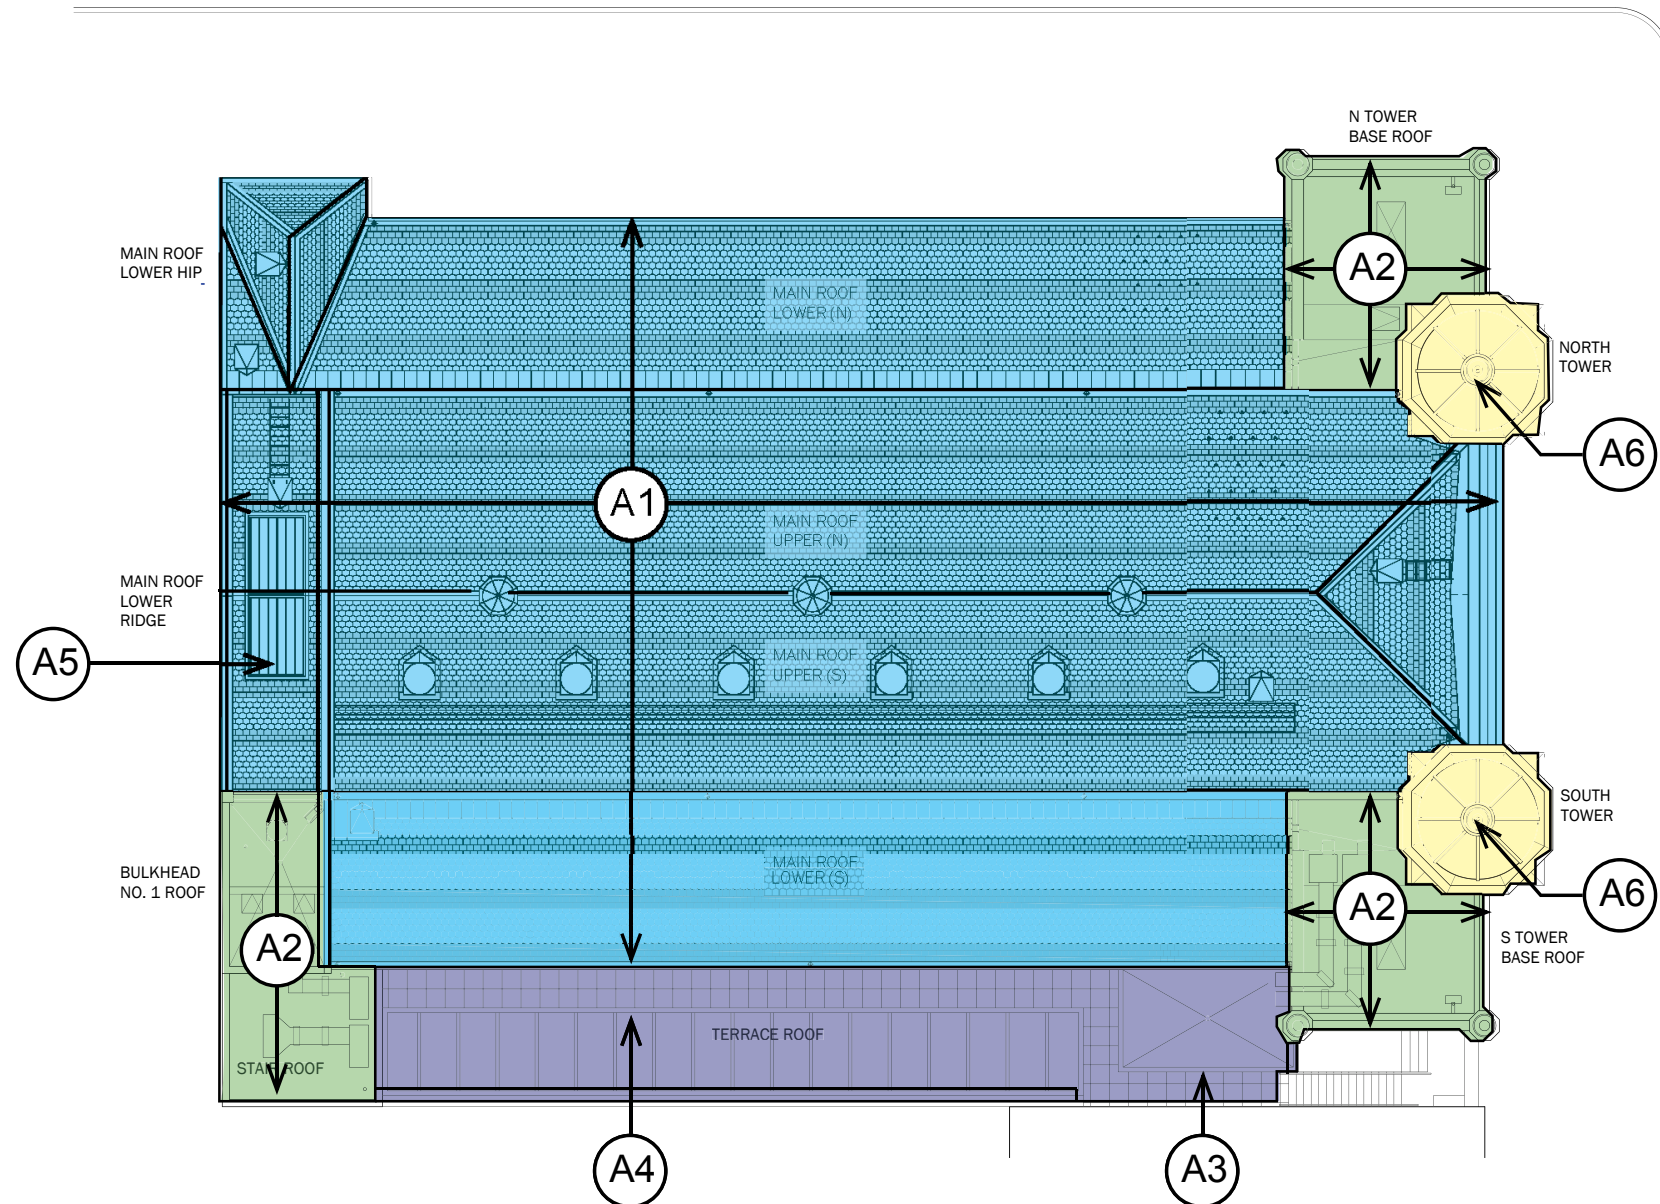 N TOWER
BASE ROOF
MAIN ROOF
LOWER HIP
A2
MAIN ROOF
LOWER (N)
NORTH
TOWER
A6
A1
MAIN ROOF
UPPER (N)
MAIN ROOF
LOWER
RIDGE
A5
MAIN ROOF
UPPER (S)
SOUTH
TOWER
BULKHEAD
NO. 1 ROOF
MAIN ROOF
LOWER (S)
A6
A2
A2
S TOWER
BASE ROOF
TERRACE ROOF
STAIR ROOF
A4
A3